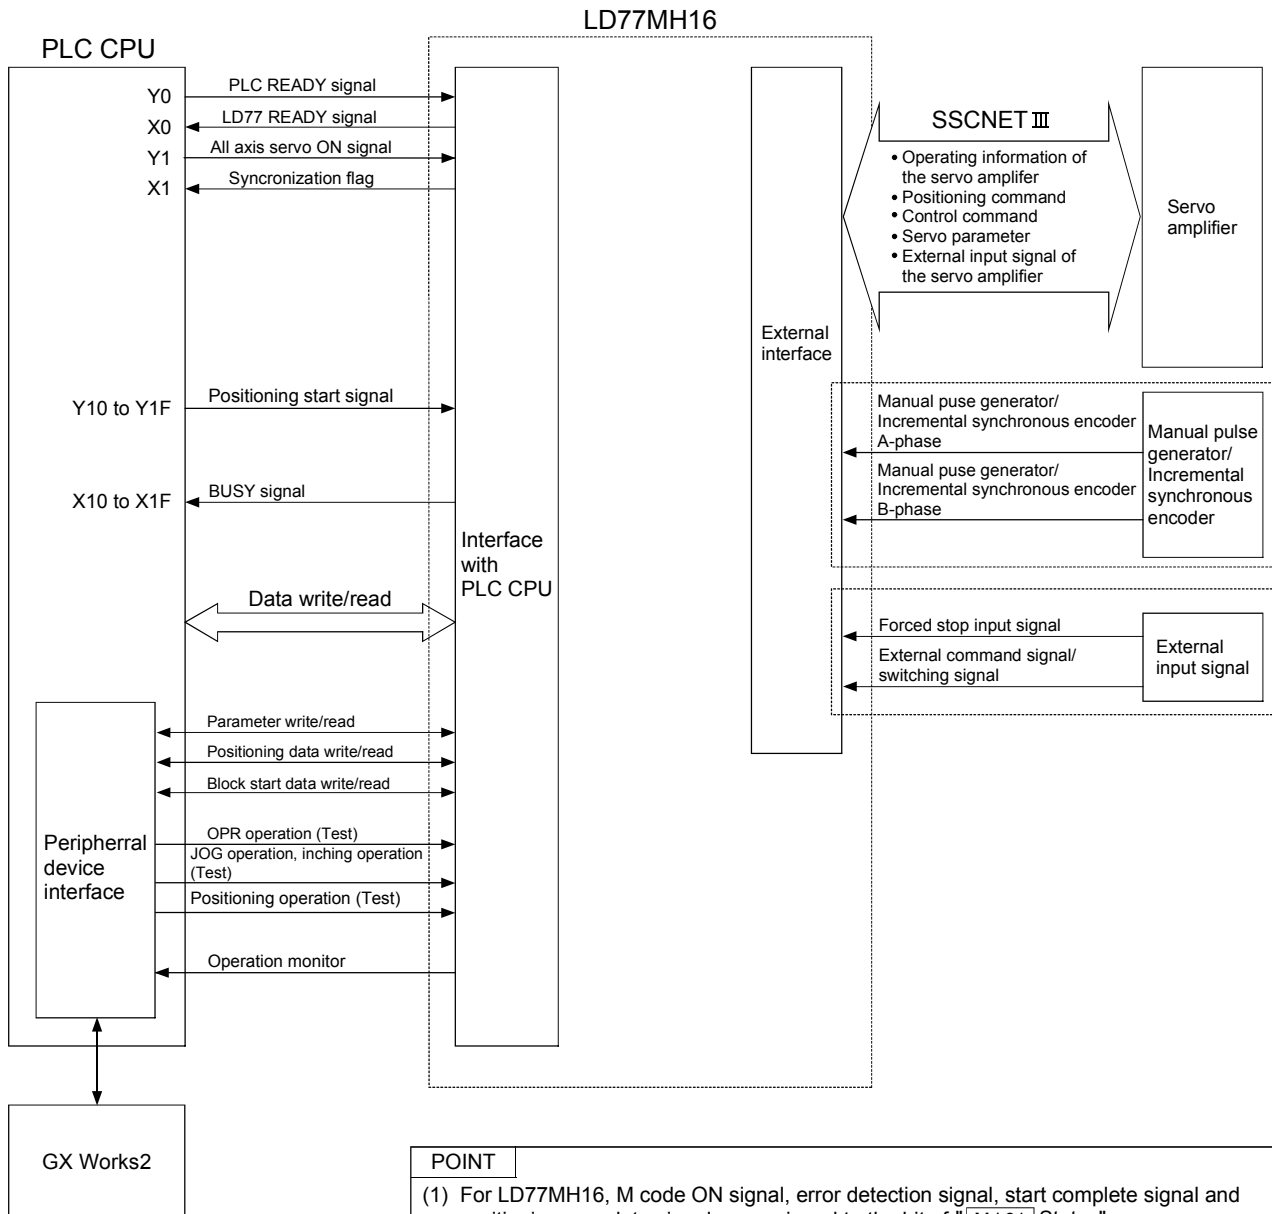 LD77MH16
PLC CPU
Y0
PLC READY signal
X0
LD77 READY signal
Y1
All axis servo ON signal
X1
Syncronization flag
Y10 to Y1F
Positioning start signal
X10 to X1F
BUSY signal
Data write/read
Interface
with
PLC CPU
Peripherral
device
interface
Parameter write/read
Positioning data write/read
Block start data write/read
OPR operation (Test)
JOG operation, inching operation
(Test)
Positioning operation (Test)
Operation monitor
GX Works2
External
interface
SSCNETⅢ
• Operating information of
the servo amplifer
• Positioning command
• Control command
• Servo parameter
• External input signal of
the servo amplifier
Servo
amplifier
Manual puse generator/
Incremental synchronous encoder
A-phase
Manual puse generator/
Incremental synchronous encoder
B-phase
Manual pulse
generator/
Incremental
synchronous
encoder
Forced stop input signal
External command signal/
switching signal
External
input signal
POINT
(1) For LD77MH16, M code ON signal, error detection signal, start complete signal and